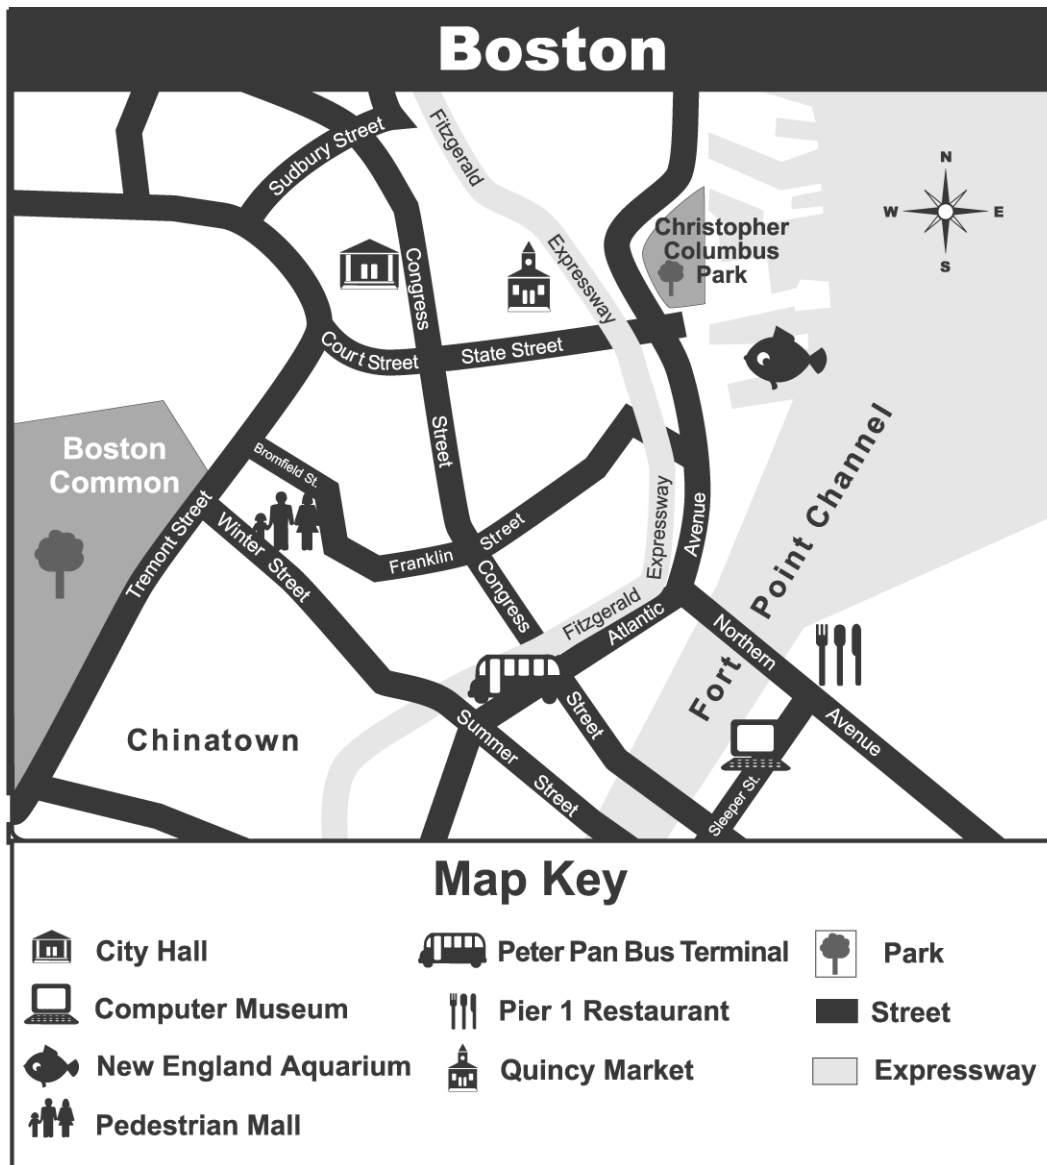 Boston
Fitzgerald
Sudbury Street
N
W
E
S
Christopher
Columbus
Park
Expressway
Congress
Court Street
State Street
Street
Boston
Common
Bromfield St.
Tremont Street
Winter Street
Franklin
Street
Congress
Expressway
Avenue
Fort Point Channel
Fitzgerald
Atlantic
Northern
Avenue
Street
Summer
Street
Chinatown
Sleeper St.
Map Key
City Hall
Peter Pan Bus Terminal
Park
Computer Museum
Pier 1 Restaurant
Street
New England Aquarium
Quincy Market
Expressway
Pedestrian Mall